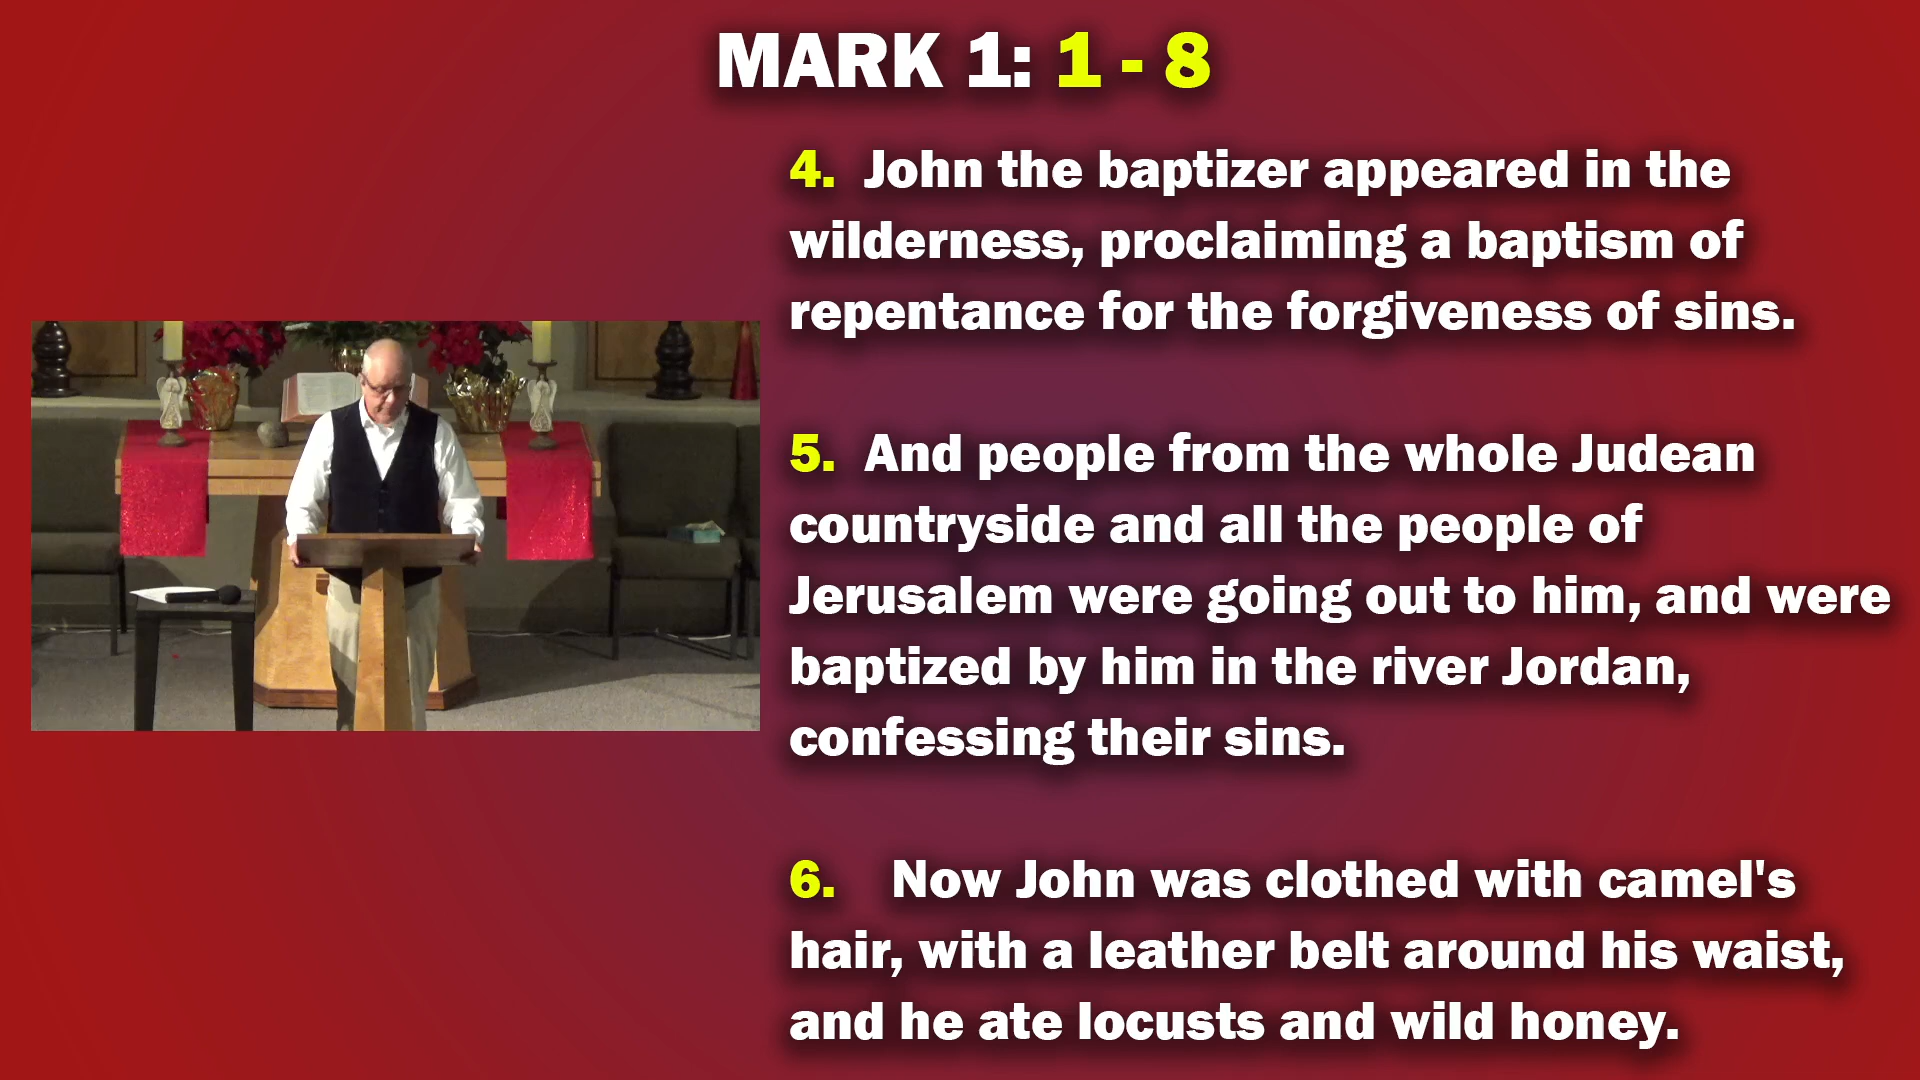 MARK 1: 1 - 8
4. John the baptizer appeared in the
wilderness, proclaiming a baptism of
repentance for the forgiveness of sins.
5. And people from the whole Judean
countryside and all the people of
Jerusalem were going out to him, and were
baptized by him in the river Jordan,
confessing their sins.
6. Now John was clothed with camel's
hair, with a leather belt around his waist,
and he ate locusts and wild honey.